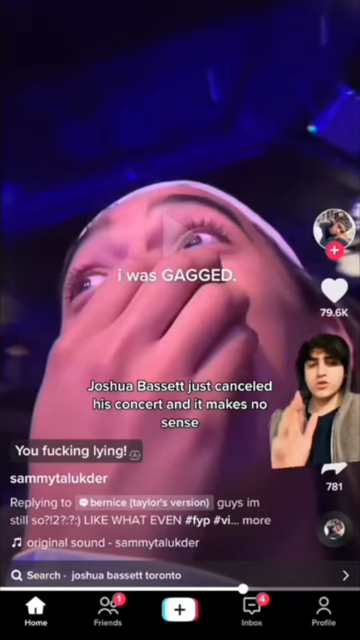 i was GAGGED.
79.6K
Joshua Bassett just canceled
his concert and it makes no
sense
You fucking lying!
781
sammytalukder
Replying to bernice (taylor's version) guys im
still so?!2??:) LIKE WHAT EVEN #fyp #vi... more
original sound - sammytalukder
Search · joshua bassett toronto
1
4
Home
Friends
Inbox
Profile